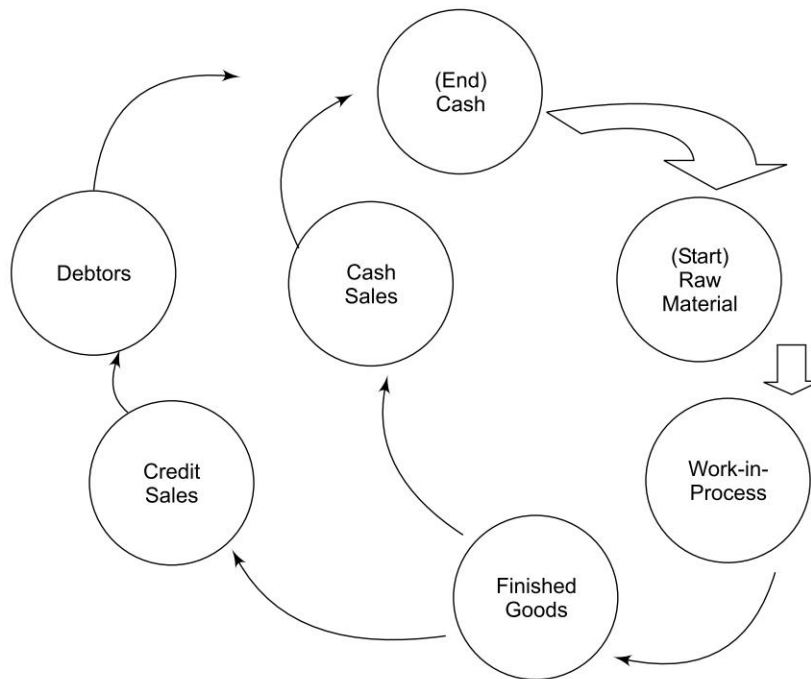 (End)
Cash
(Start)
Raw
Material
Work-in-
Process
Finished
Goods
Cash
Sales
Credit
Sales
Debtors